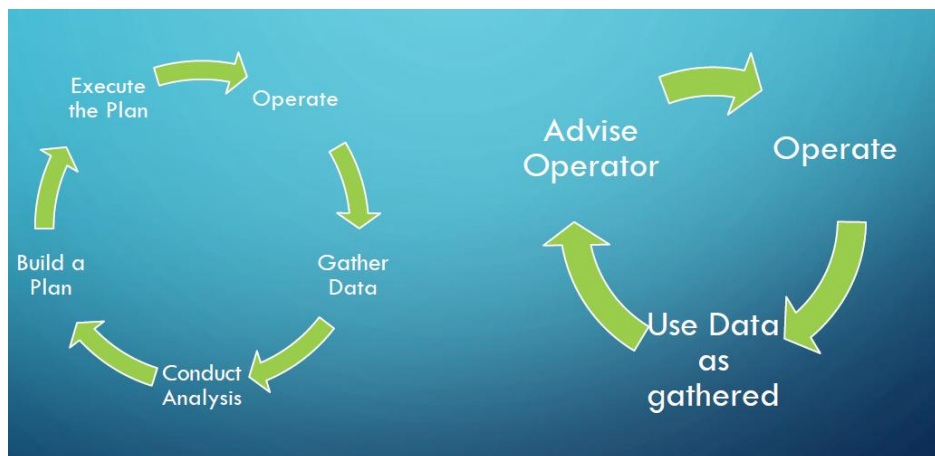 Execute
the Plan
Operate
Gather
Data
Conduct
Analysis
Build a
Plan
Advise
Operator
Operate
Use Data
as
gathered